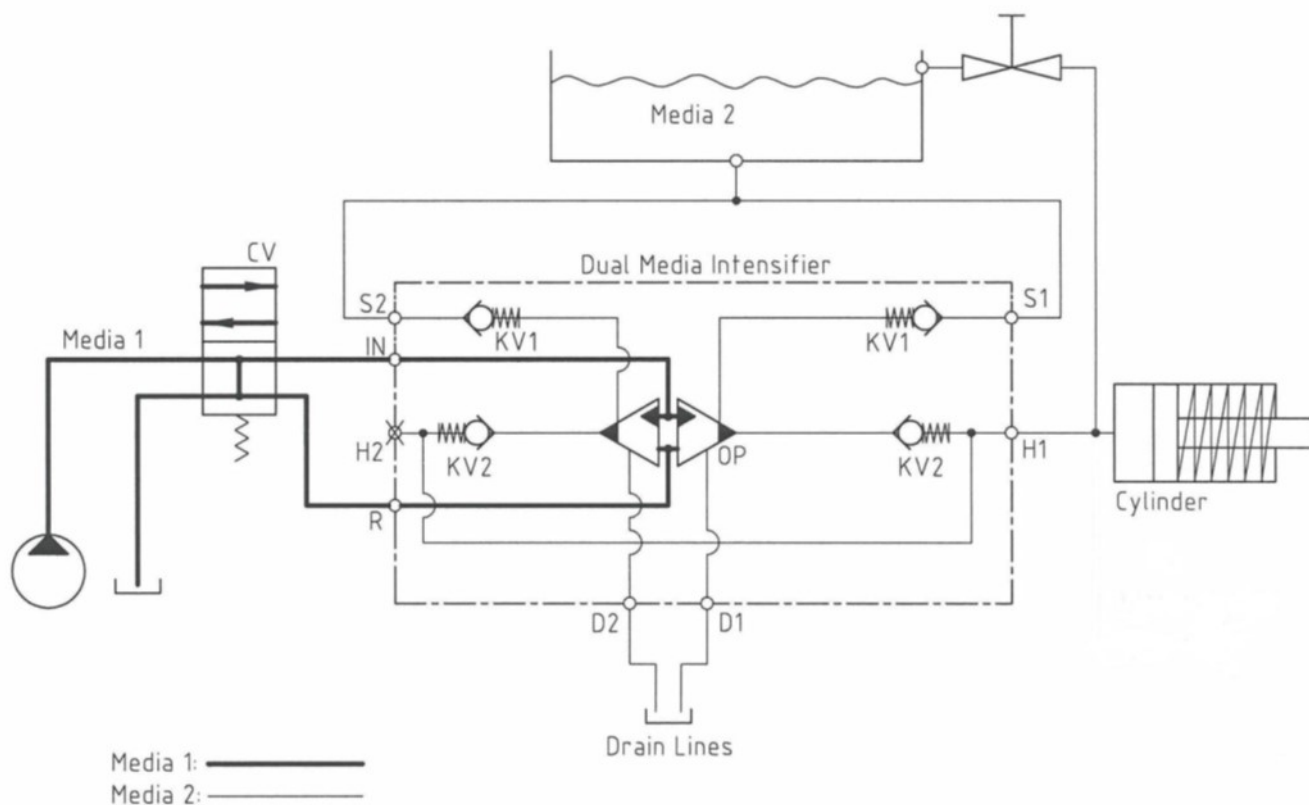 Media 2
CV
Dual Media Intensifier
S2
S1
KV1
KV1
Media 1
IN
H2
KV2
OP
KV2
H1
Cylinder
R
D2
D1
Drain Lines
Media 1:
Media 2: